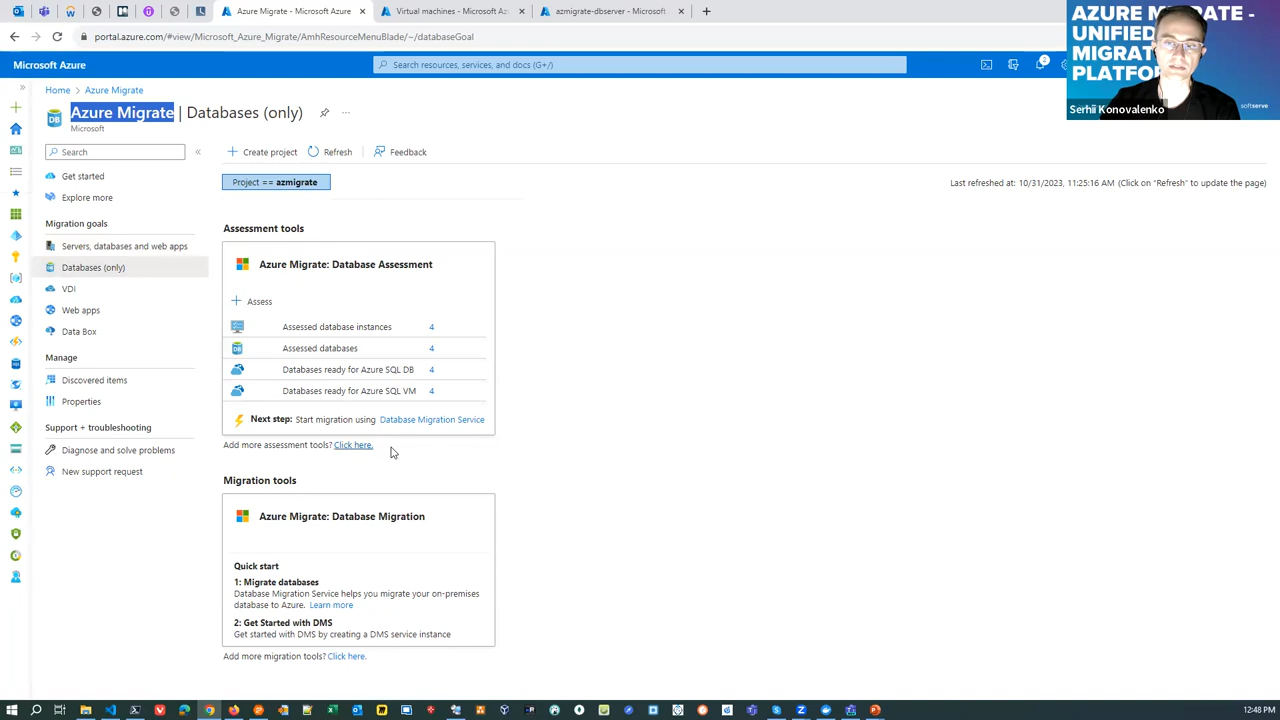 Azure Migrate - Microsoft Azure
Virtual machines - Microsoft Az
azmigrate-dbserver - Microsoft
portal.azure.com/#view/Microsoft_Azure_Migrate/AmhResourceMenuBlade/~/databaseGoal
Microsoft Azure
Search resources, services, and docs (G+/)
2
AZURE MIGRATE -
UNIFIED
MIGRAT
PLATFO
Serhii Konovalenko
softserve
Home > Azure Migrate
Azure Migrate | Databases (only)
Microsoft
Search
Get started
Explore more
Migration goals
Servers, databases and web apps
Databases (only)
VDI
Web apps
Data Box
Manage
Discovered items
Properties
Support + troubleshooting
Diagnose and solve problems
New support request
Create project
Refresh
Feedback
Project == azmigrate
Last refreshed at: 10/31/2023, 11:25:16 AM (Click on "Refresh" to update the page)
Assessment tools
Azure Migrate: Database Assessment
Assess
Assessed database instances 4
Assessed databases 4
Databases ready for Azure SQL DB 4
Databases ready for Azure SQL VM 4
Next step: Start migration using Database Migration Service
Add more assessment tools? Click here.
Migration tools
Azure Migrate: Database Migration
Quick start
1: Migrate databases
Database Migration Service helps you migrate your on-premises
database to Azure. Learn more
2: Get Started with DMS
Get started with DMS by creating a DMS service instance
Add more migration tools? Click here.
12:48 PM